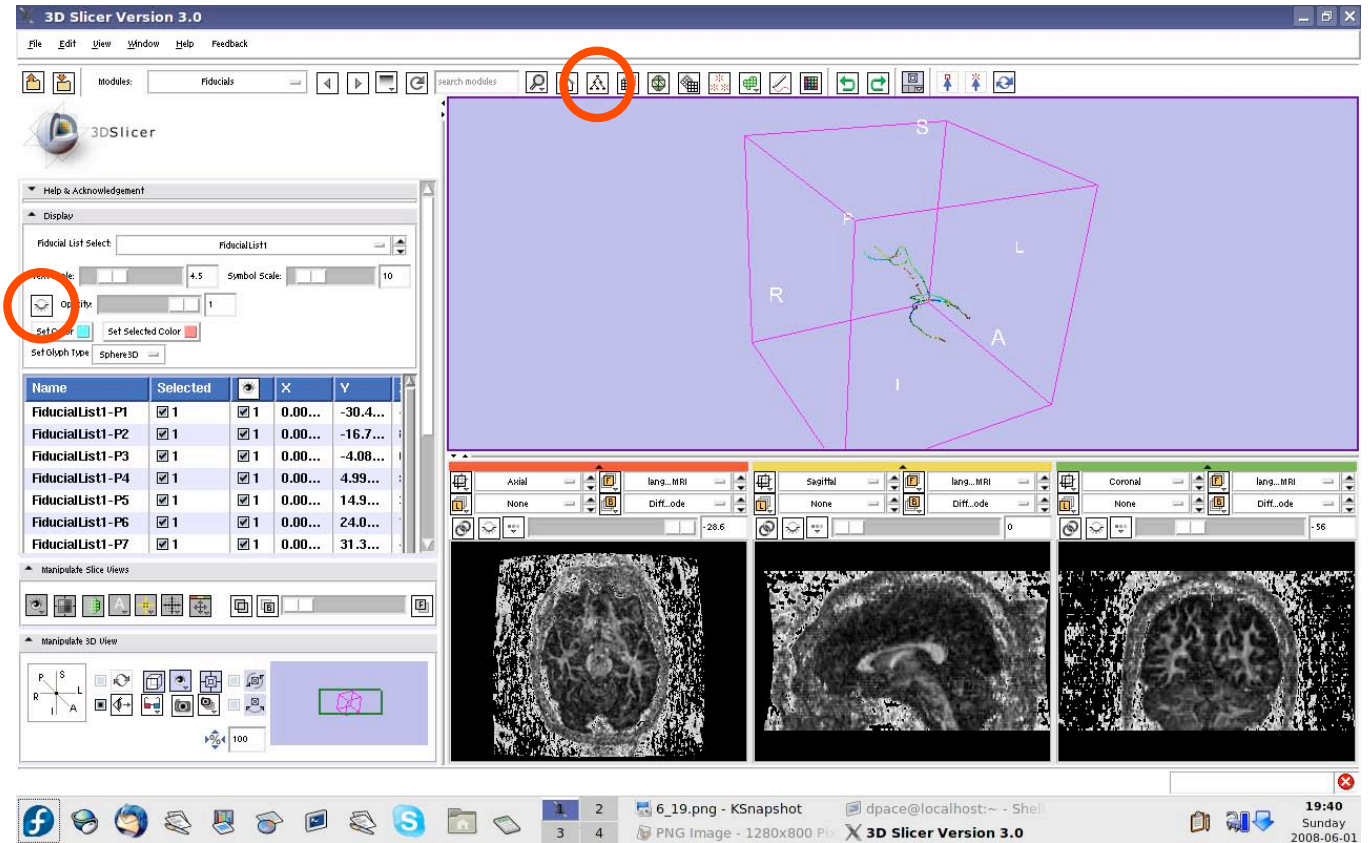 3D Slicer Version 3.0
File Edit View Window Help Feedback
Modules: Fiducials search modules
3DSlicer
Help & Acknowledgement
Display
Fiducial List Select: FiducialList1
4.5 Symbol Scale: 10
Opacity: 1
Set Color Set Selected Color
Set Glyph Type Sphere3D
Name Selected X Y
FiducialList1-P1 1 1 0.00... -30.4...
FiducialList1-P2 1 1 0.00... -16.7...
FiducialList1-P3 1 1 0.00... -4.08...
FiducialList1-P4 1 1 0.00... 4.99...
FiducialList1-P5 1 1 0.00... 14.9...
FiducialList1-P6 1 1 0.00... 24.0...
FiducialList1-P7 1 1 0.00... 31.3...
Manipulate Slice Views
Manipulate 3D View
P S
R L
I A
100
S
P
L
R
A
I
Axial lang...MRI
None Diff...ode
-28.6
Sagittal lang...MRI
None Diff...ode
0
Coronal lang...MRI
None Diff...ode
-56
1 2
3 4
6_19.png - KSnapshot
PNG Image - 1280x800
dpace@localhost:~ - Shell
3D Slicer Version 3.0
19:40
Sunday
2008-06-01